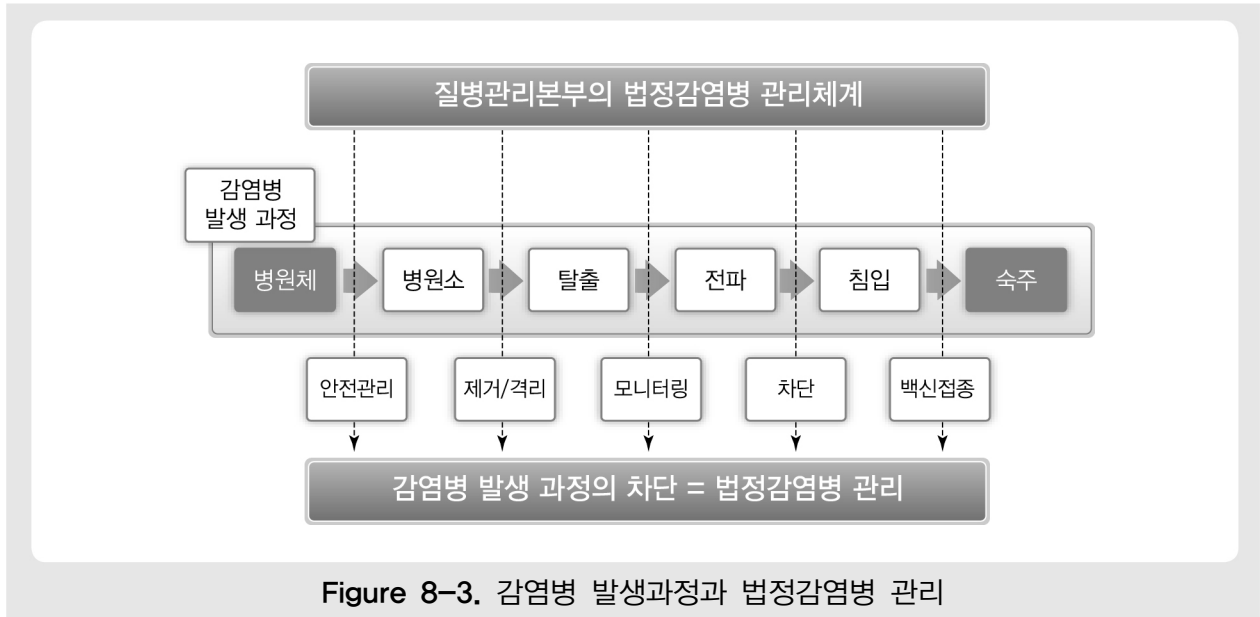 질병관리본부의 법정감염병 관리체계
감염병
발생 과정
병원체
병원소
탈출
전파
침입
숙주
안전관리
제거/격리
모니터링
차단
백신접종
감염병 발생 과정의 차단 = 법정감염병 관리
Figure 8-3. 감염병 발생과정과 법정감염병 관리